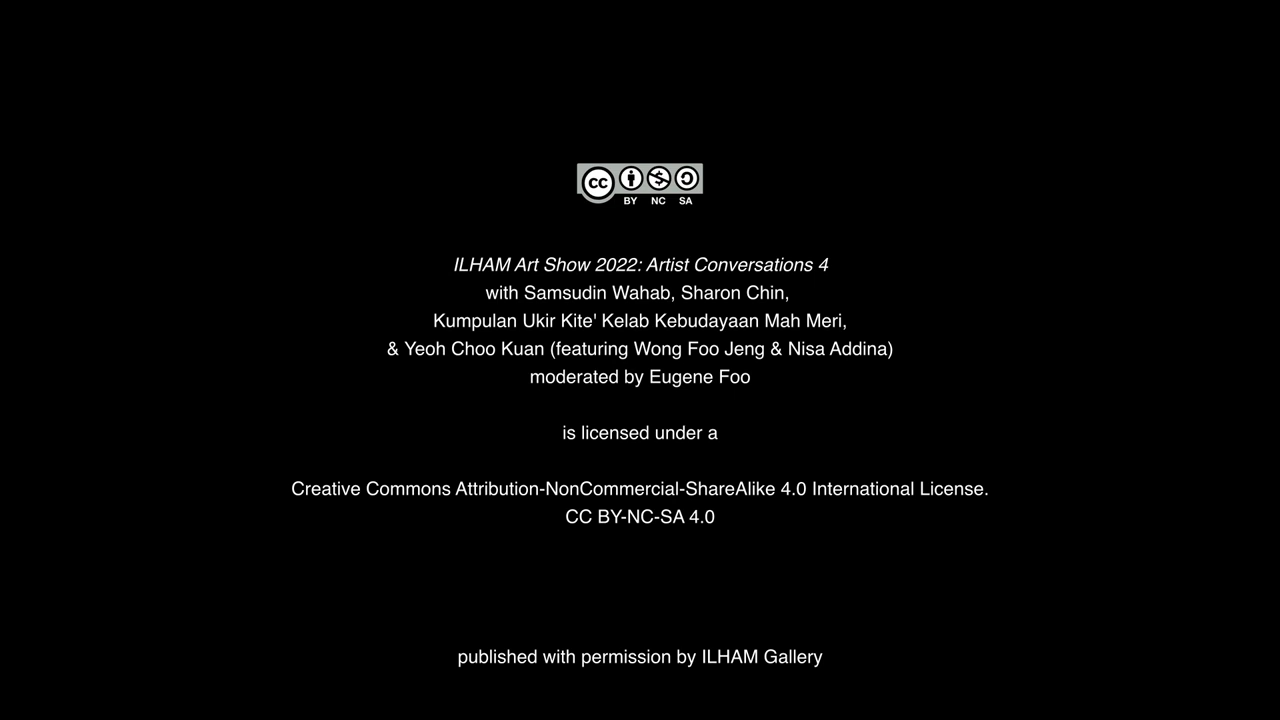 cc
BY NC SA
ILHAM Art Show 2022: Artist Conversations 4
with Samsudin Wahab, Sharon Chin,
Kumpulan Ukir Kite' Kelab Kebudayaan Mah Meri,
& Yeoh Choo Kuan (featuring Wong Foo Jeng & Nisa Addina)
moderated by Eugene Foo
is licensed under a
Creative Commons Attribution-NonCommercial-ShareAlike 4.0 International License.
CC BY-NC-SA 4.0
published with permission by ILHAM Gallery